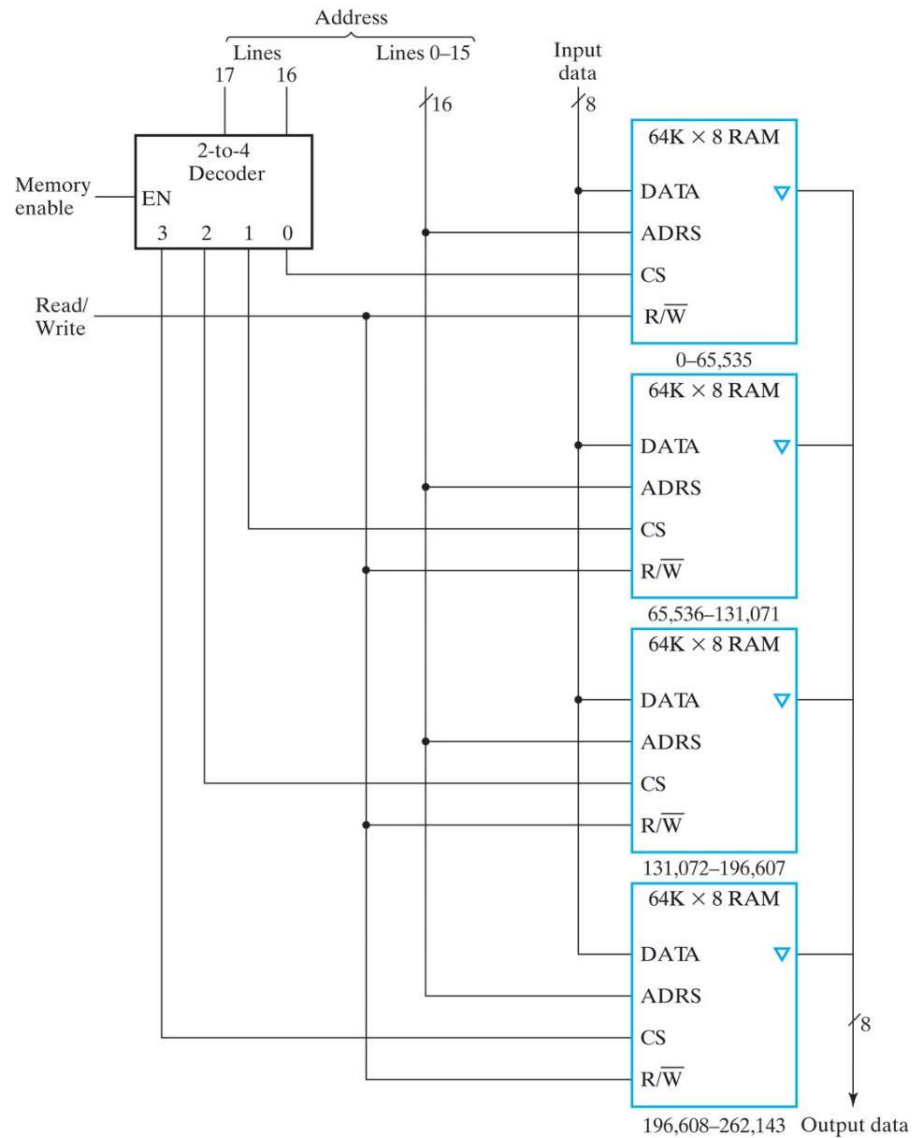 Address
Lines
Lines 0–15
17 16
16
Input
data
8
2-to-4
Decoder
Memory
enable
EN
3 2 1 0
Read/
Write
64K × 8 RAM
DATA
ADRS
CS
R/W̅
0–65,535
64K × 8 RAM
DATA
ADRS
CS
R/W̅
65,536–131,071
64K × 8 RAM
DATA
ADRS
CS
R/W̅
131,072–196,607
64K × 8 RAM
DATA
ADRS
CS
R/W̅
8
196,608–262,143
Output data